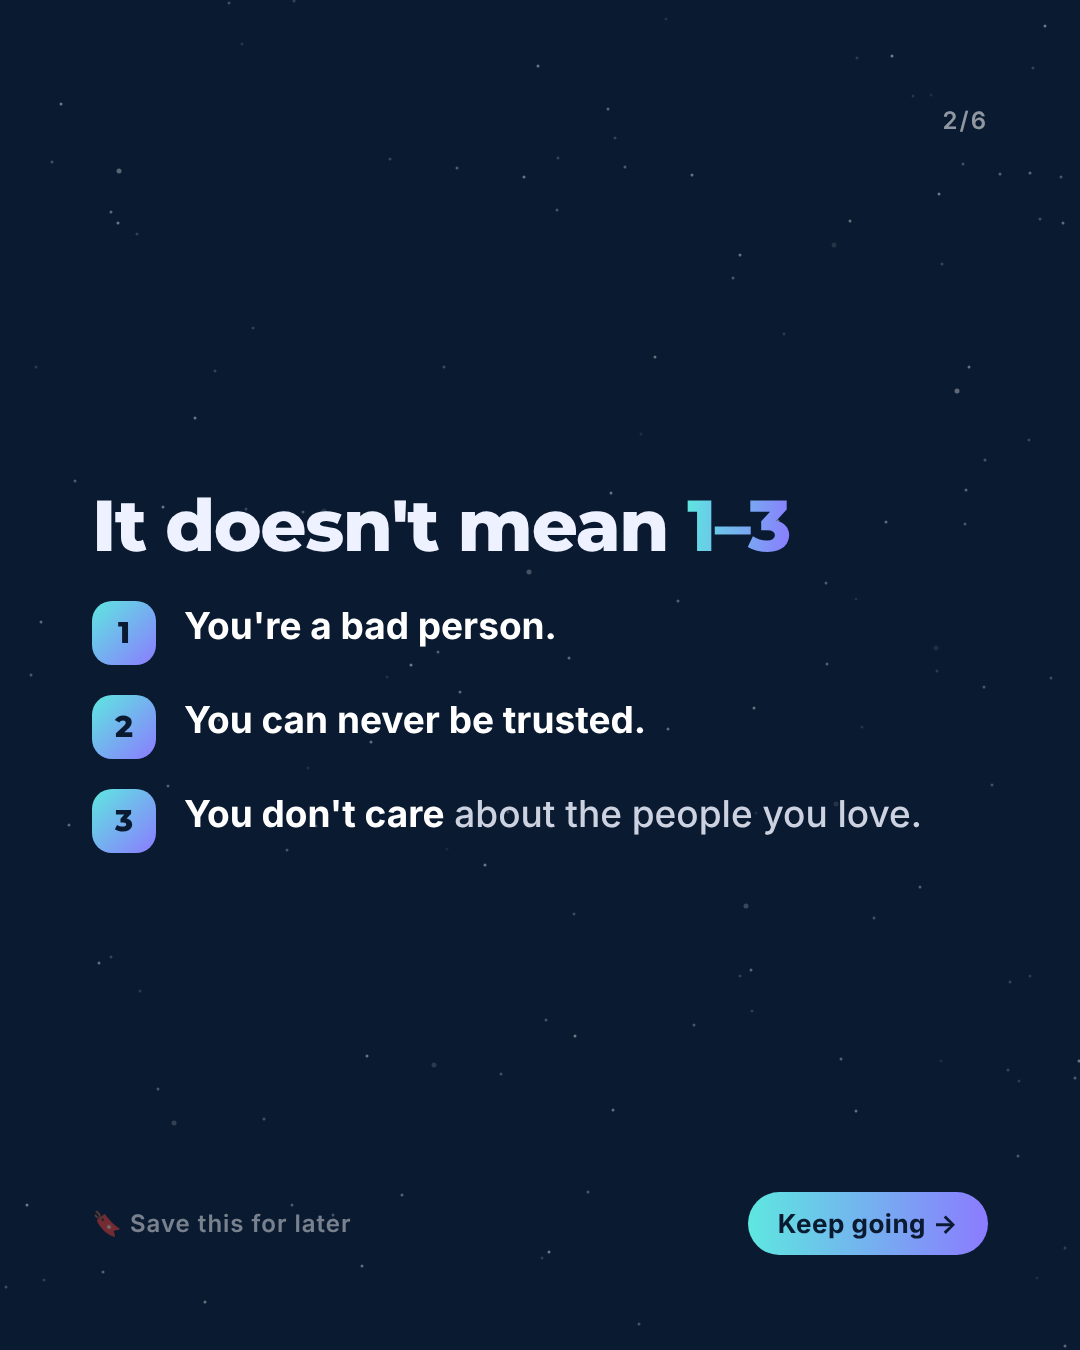 2/6
It doesn't mean 1–3
1 You're a bad person.
2 You can never be trusted.
3 You don't care about the people you love.
🔖 Save this for later
Keep going →